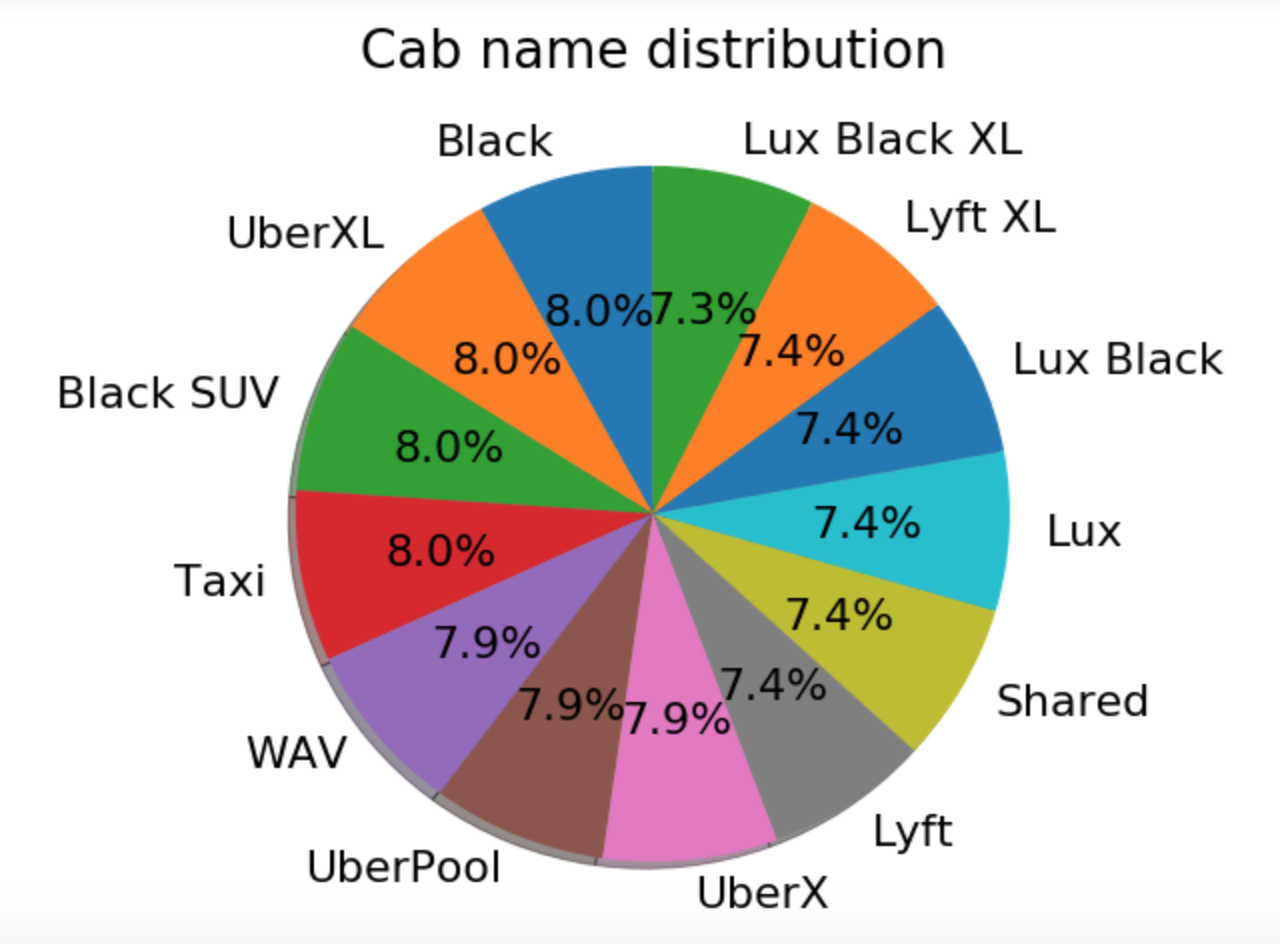 Cab name distribution
Black
Lux Black XL
UberXL
Lyft XL
8.0%
7.3%
8.0%
7.4%
Lux Black
Black SUV
8.0%
7.4%
8.0%
7.4%
Lux
Taxi
7.9%
7.4%
7.9%
7.9%
7.4%
Shared
WAV
UberPool
UberX
Lyft